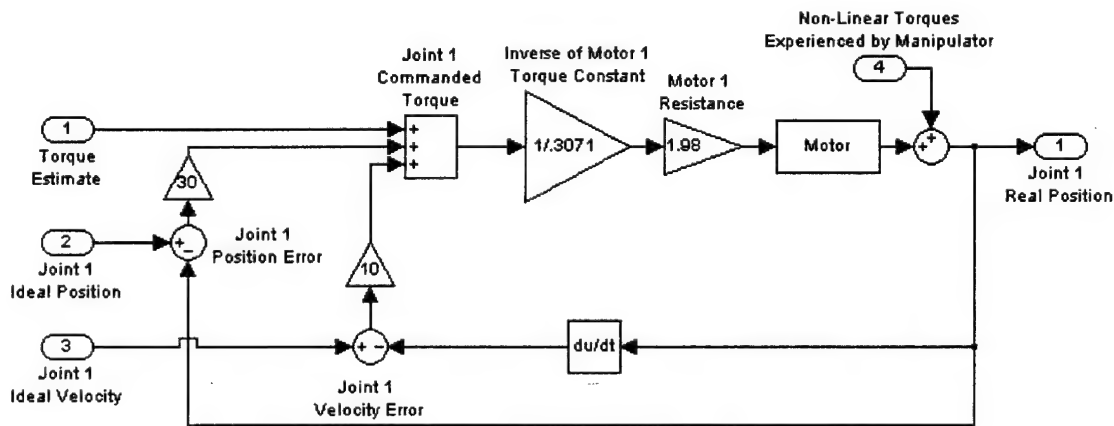 Non-Linear Torques
Experienced by Manipulator
4
Joint 1
Commanded
Torque
Inverse of Motor 1
Torque Constant
Motor 1
Resistance
1
Torque
Estimate
+
+
+
1/.3071
1.98
Motor
+
+
1
Joint 1
Real Position
30
2
Joint 1
Ideal Position
+
-
Joint 1
Position Error
10
3
Joint 1
Ideal Velocity
+
-
Joint 1
Velocity Error
du/dt